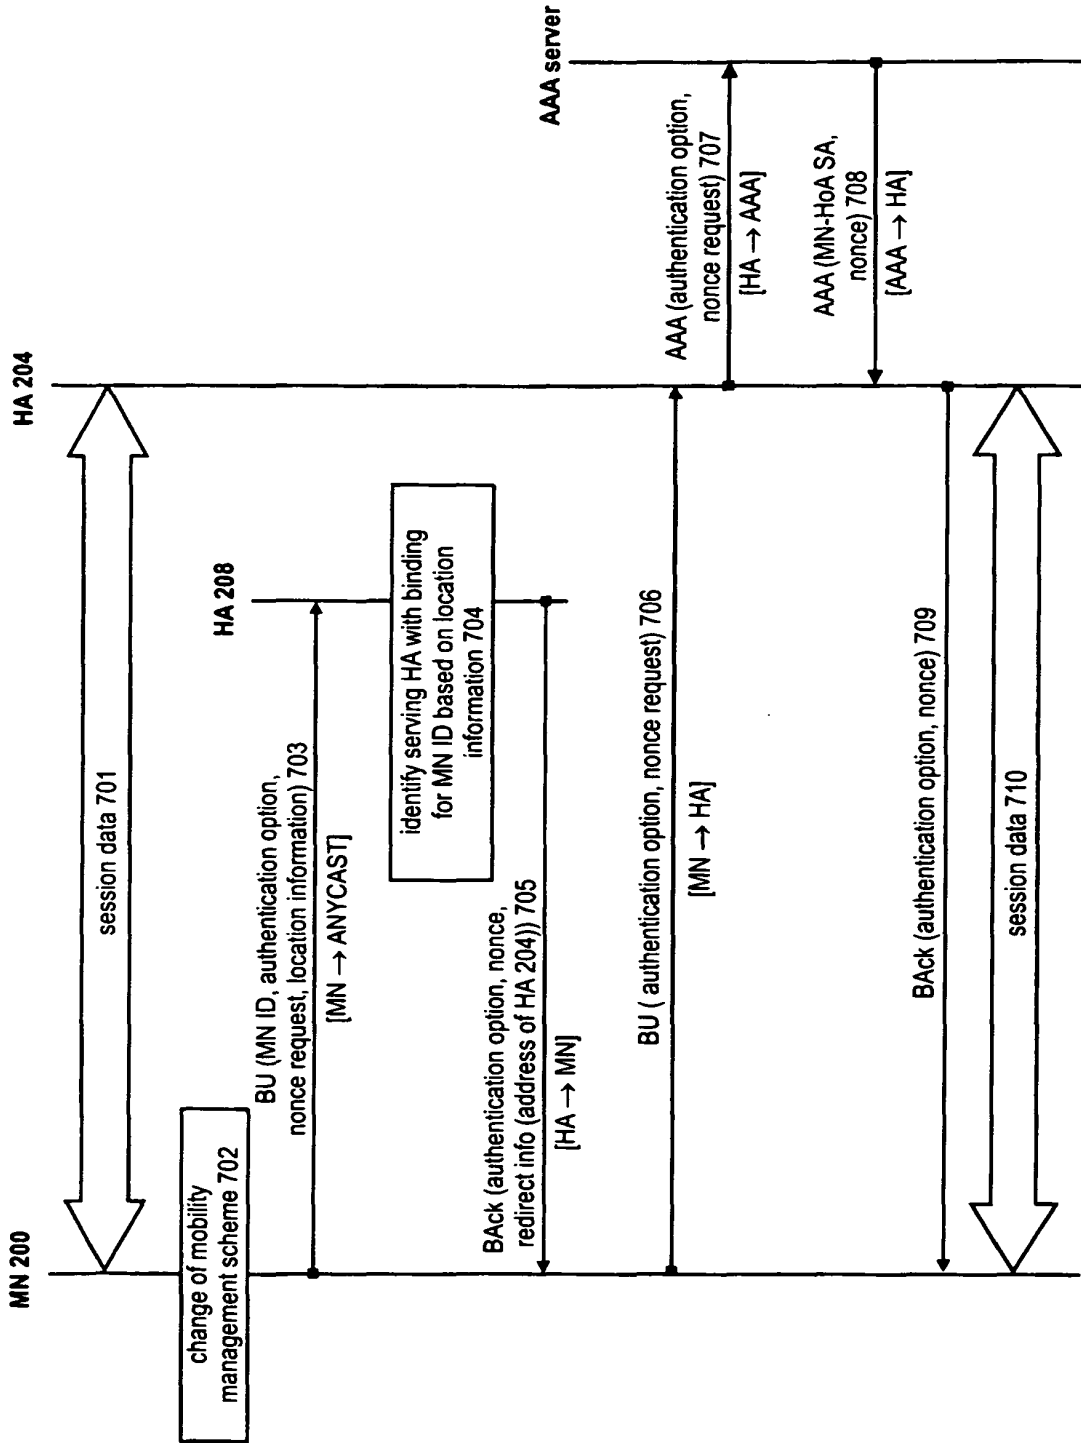 MN 200
HA 208
HA 204
AAA server
session data 701
change of mobility
management scheme 702
BU (MN ID, authentication option,
nonce request, location information) 703
[MN → ANYCAST]
identify serving HA with binding
for MN ID based on location
information 704
BAck (authentication option, nonce,
redirect info (address of HA 204)) 705
[HA → MN]
BU ( authentication option, nonce request) 706
[MN → HA]
AAA (authentication option,
nonce request) 707
[HA → AAA]
AAA (MN-HoA SA,
nonce) 708
[AAA → HA]
BAck (authentication option, nonce) 709
session data 710